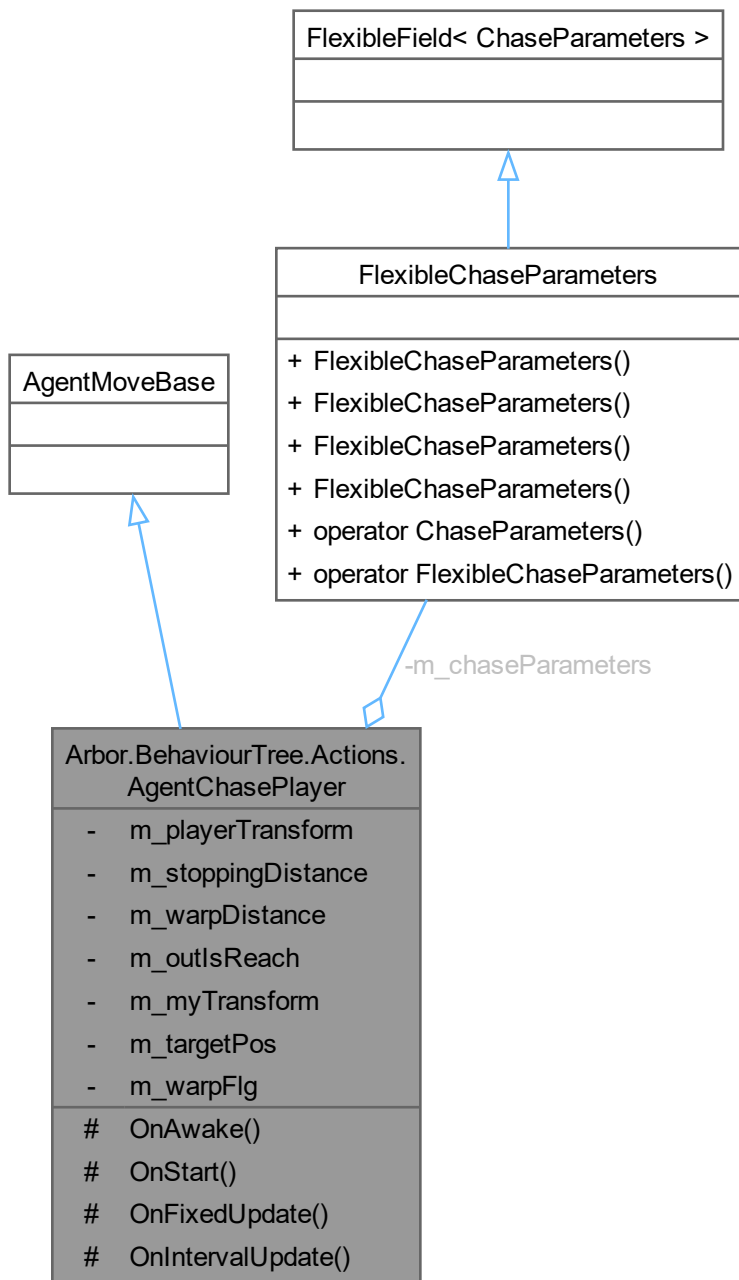 FlexibleField< ChaseParameters >
FlexibleChaseParameters
+ FlexibleChaseParameters()
+ FlexibleChaseParameters()
+ FlexibleChaseParameters()
+ FlexibleChaseParameters()
+ operator ChaseParameters()
+ operator FlexibleChaseParameters()
AgentMoveBase
-m_chaseParameters
Arbor.BehaviourTree.Actions.
AgentChasePlayer
- m_playerTransform
- m_stoppingDistance
- m_warpDistance
- m_outIsReach
- m_myTransform
- m_targetPos
- m_warpFlg
# OnAwake()
# OnStart()
# OnFixedUpdate()
# OnIntervalUpdate()